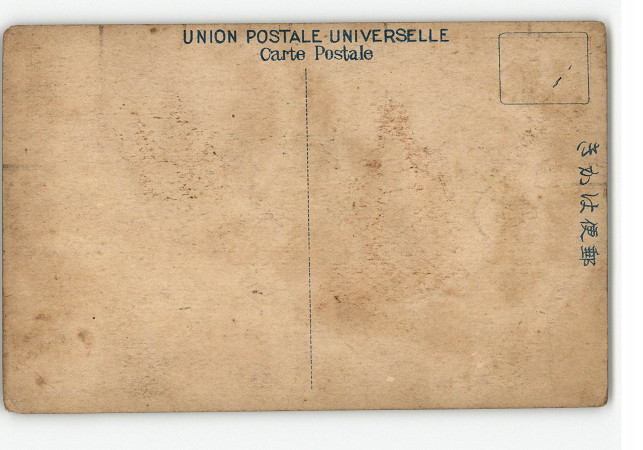 UNION POSTALE UNIVERSELLE
Carte Postale
郵便はかき